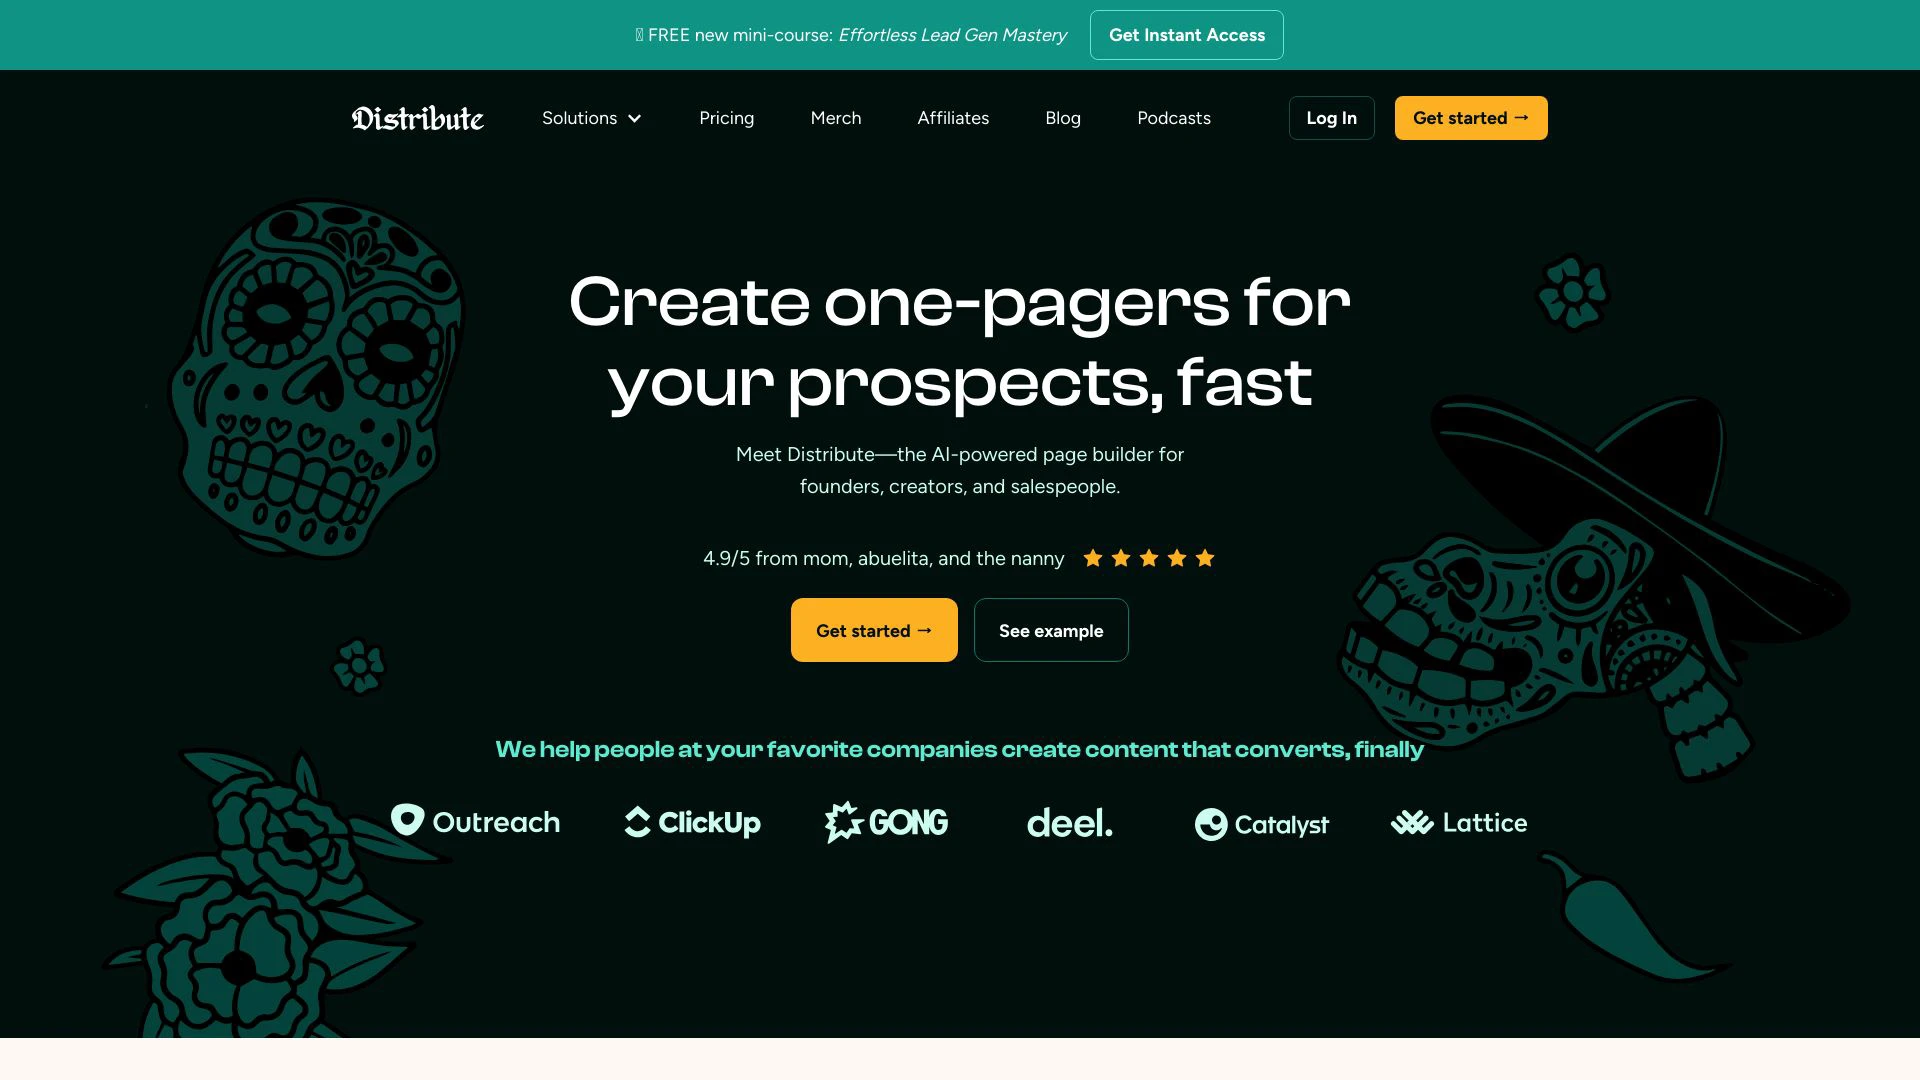 FREE new mini-course: Effortless Lead Gen Mastery
Get Instant Access
Distribute
Solutions
Pricing
Merch
Affiliates
Blog
Podcasts
Log In
Get started →
Create one-pagers for
your prospects, fast
Meet Distribute—the AI-powered page builder for
founders, creators, and salespeople.
4.9/5 from mom, abuelita, and the nanny
Get started →
See example
We help people at your favorite companies create content that converts, finally
Outreach
ClickUp
GONG
deel.
Catalyst
Lattice